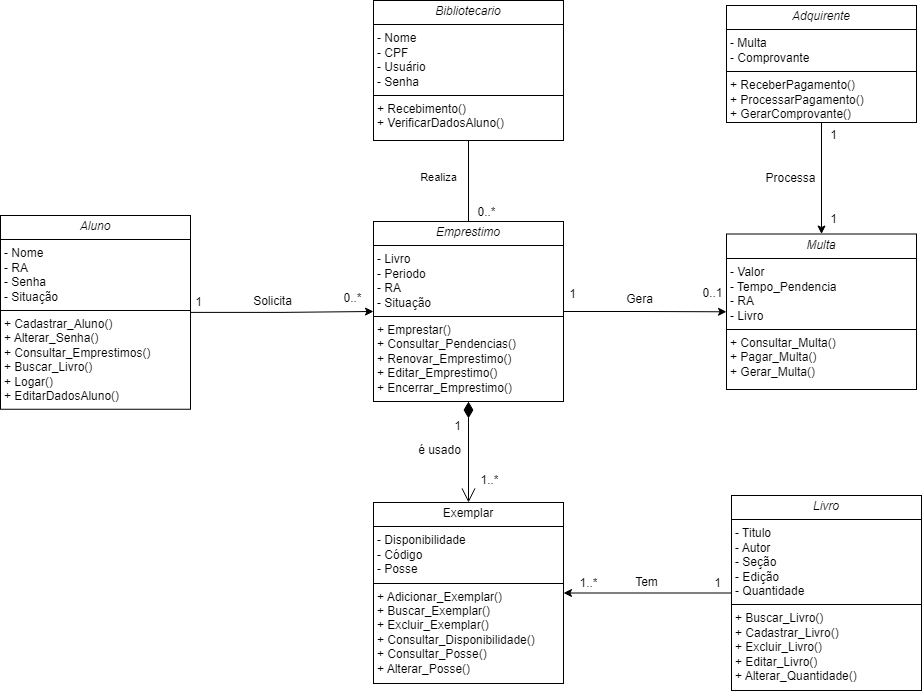 Bibliotecario
- Nome
- CPF
- Usuário
- Senha
+ Recebimento()
+ VerificarDadosAluno()
Adquirente
- Multa
- Comprovante
+ ReceberPagamento()
+ ProcessarPagamento()
+ GerarComprovante()
1
Processa
1
Realiza
0..*
Aluno
- Nome
- RA
- Senha
- Situação
+ Cadastrar_Aluno()
+ Alterar_Senha()
+ Consultar_Emprestimos()
+ Buscar_Livro()
+ Logar()
+ EditarDadosAluno()
1
Solicita
0..*
Emprestimo
- Livro
- Periodo
- RA
- Situação
+ Emprestar()
+ Consultar_Pendencias()
+ Renovar_Emprestimo()
+ Editar_Emprestimo()
+ Encerrar_Emprestimo()
1
Gera
0..1
Multa
- Valor
- Tempo_Pendencia
- RA
- Livro
+ Consultar_Multa()
+ Pagar_Multa()
+ Gerar_Multa()
1
é usado
1..*
Exemplar
- Disponibilidade
- Código
- Posse
+ Adicionar_Exemplar()
+ Buscar_Exemplar()
+ Excluir_Exemplar()
+ Consultar_Disponibilidade()
+ Consultar_Posse()
+ Alterar_Posse()
1..*
Tem
1
Livro
- Titulo
- Autor
- Seção
- Edição
- Quantidade
+ Buscar_Livro()
+ Cadastrar_Livro()
+ Excluir_Livro()
+ Editar_Livro()
+ Alterar_Quantidade()